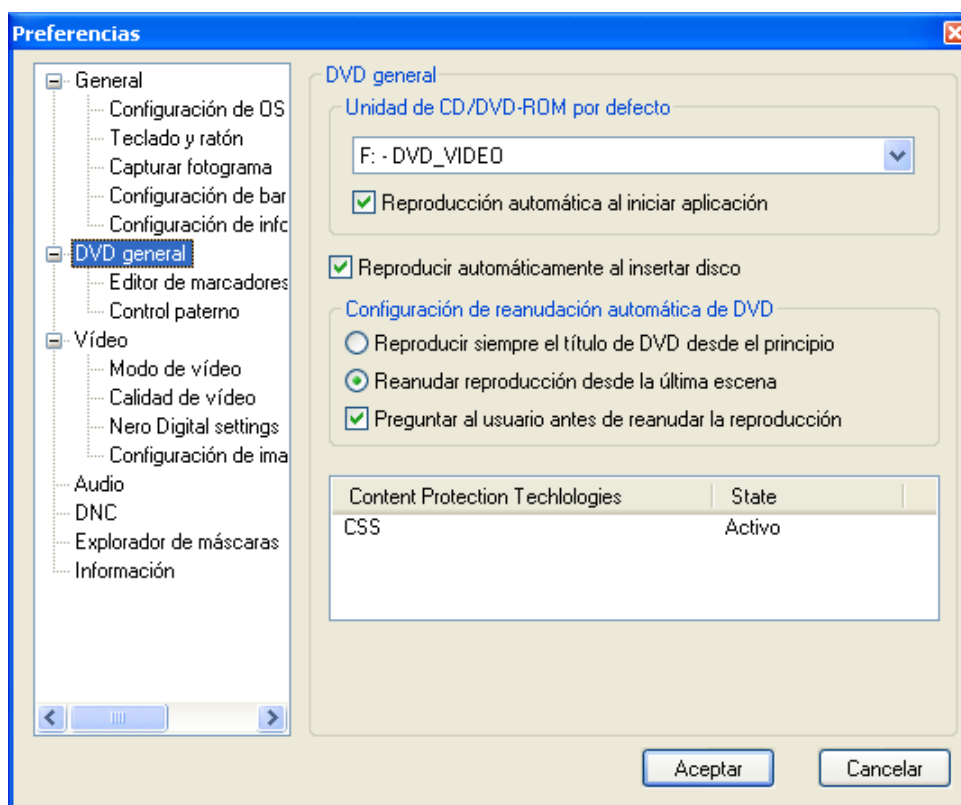 Preferencias
General
Configuración de OS
Teclado y ratón
Capturar fotograma
Configuración de bar
Configuración de infc
DVD general
Editor de marcadores
Control paterno
Vídeo
Modo de vídeo
Calidad de vídeo
Nero Digital settings
Configuración de ima
Audio
DNC
Explorador de máscaras
Información
DVD general
Unidad de CD/DVD-ROM por defecto
F: - DVD_VIDEO
Reproducción automática al iniciar aplicación
Reproducir automáticamente al insertar disco
Configuración de reanudación automática de DVD
Reproducir siempre el título de DVD desde el principio
Reanudar reproducción desde la última escena
Preguntar al usuario antes de reanudar la reproducción
Content Protection Techlologies State
CSS Activo
Aceptar Cancelar